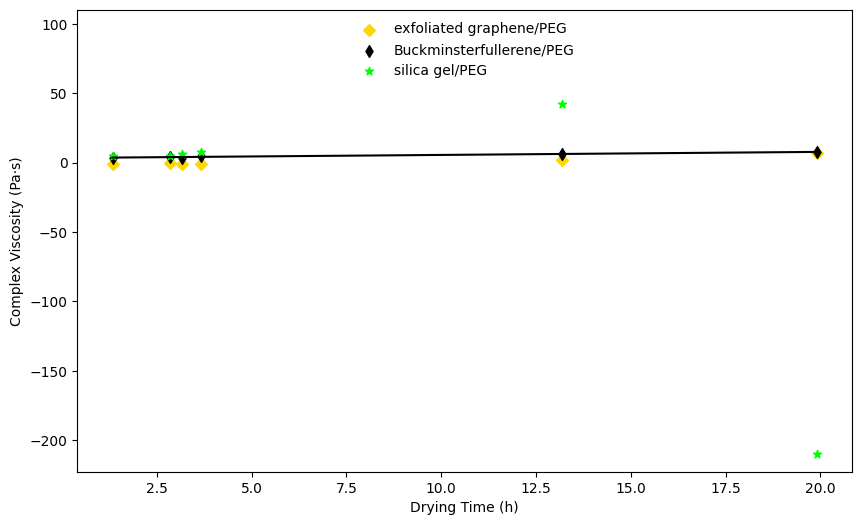 exfoliated graphene/PEG
Buckminsterfullerene/PEG
silica gel/PEG
100
50
0
−50
−100
−150
−200
Complex Viscosity (Pa·s)
2.5 5.0 7.5 10.0 12.5 15.0 17.5 20.0
Drying Time (h)